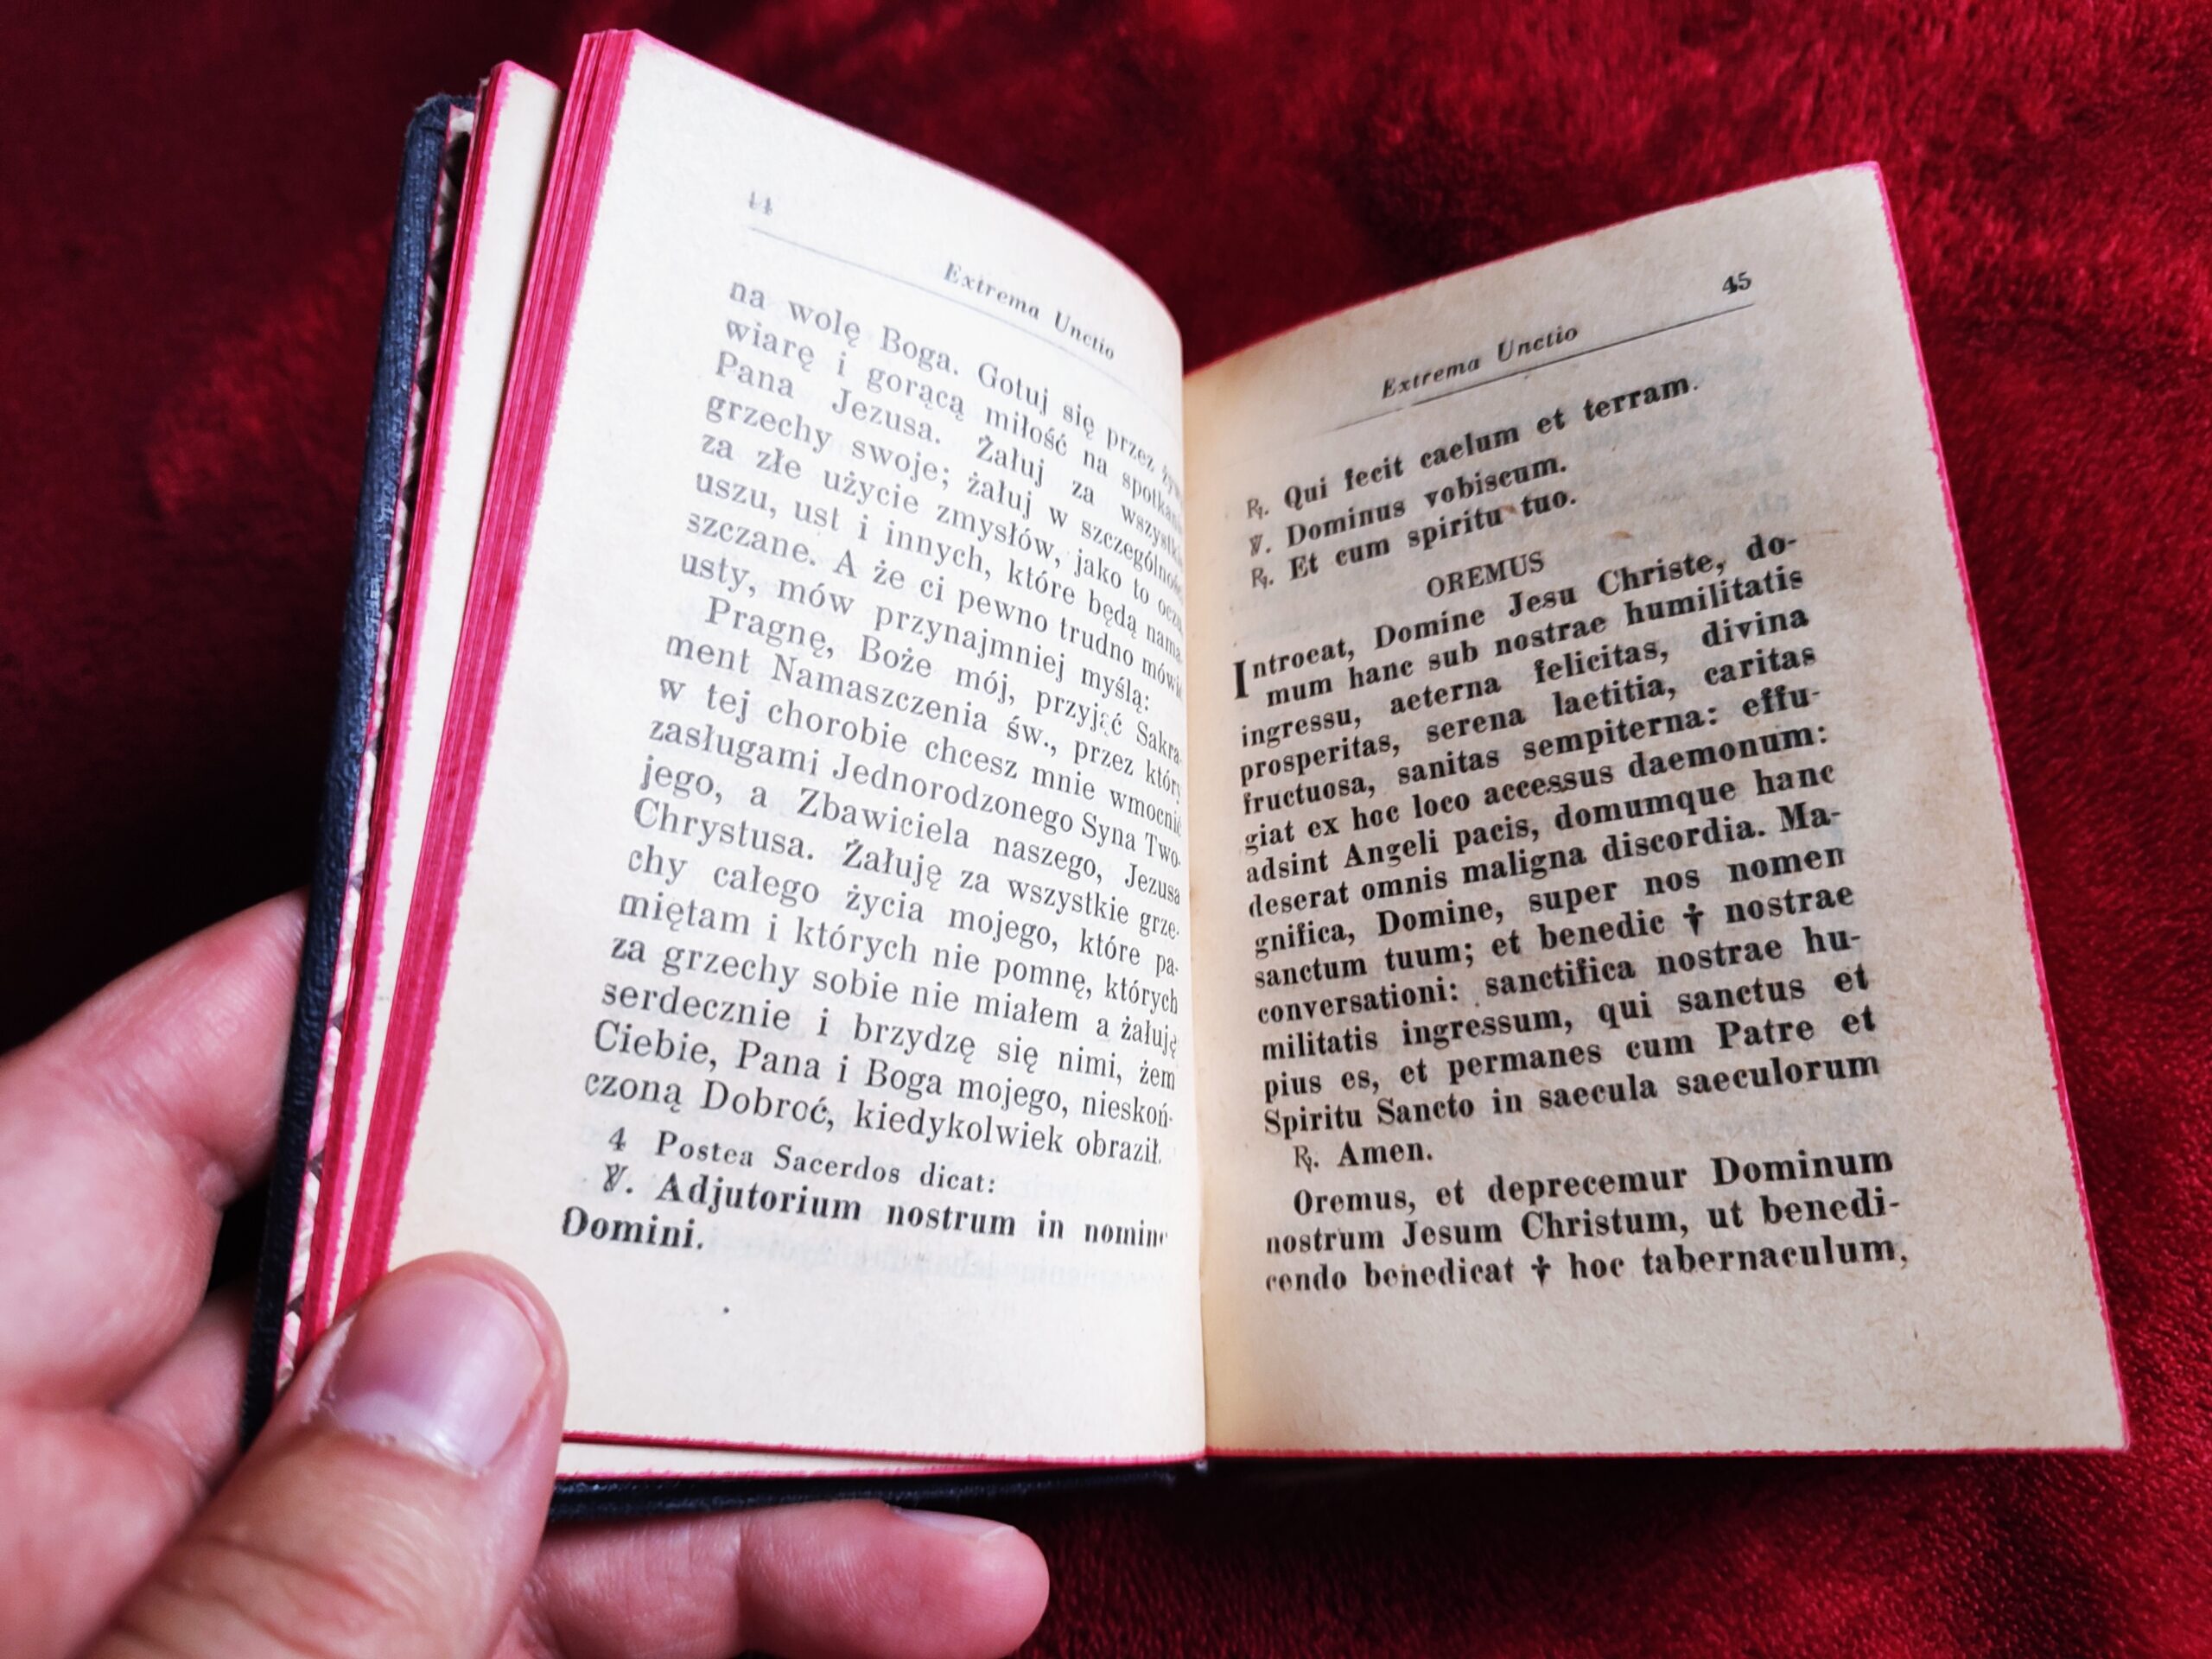 44
Extrema Unctio
na wolę Boga. Gotuj się przez
wiarę i gorącą miłość na
Pana Jezusa. Żałuj za
grzechy swoje; żałuj w
za złe użycie zmysłów, jako to
uszu, ust i innych, które będą
szczane. A że ci pewno trudno
usty, mów przynajmniej myślą:
Pragnę, Boże mój, przyjąć Sakra-
ment Namaszczenia św., przez
w tej chorobie chcesz mnie
zasługami Jednorodzonego Syna Two-
jego, a Zbawiciela naszego, Jezusa
Chrystusa. Żałuję za wszystkie grze-
chy całego życia mojego, które pa-
miętam i których nie pomnę, których
za grzechy sobie nie miałem a żałuję
serdecznie i brzydzę się nimi, żem
Ciebie, Pana i Boga mojego, nieskoń-
czoną Dobroć, kiedykolwiek obraził.
4 Postea Sacerdos dicat:
℣. Adjutorium nostrum in nomine
Domini.
45
Extrema Unctio
℟. Qui fecit caelum et terram.
℣. Dominus vobiscum.
℟. Et cum spiritu tuo.
OREMUS
Introeat, Domine Jesu Christe, do-
mum hanc sub nostrae humilitatis
ingressu, aeterna felicitas, divina
prosperitas, serena laetitia, caritas
fructuosa, sanitas sempiterna: effu-
giat ex hoc loco accessus daemonum:
adsint Angeli pacis, domumque hanc
deserat omnis maligna discordia. Ma-
gnifica, Domine, super nos nomen
sanctum tuum; et benedic ✝ nostrae
conversationi: sanctifica nostrae hu-
militatis ingressum, qui sanctus et
pius es, et permanes cum Patre et
Spiritu Sancto in saecula saeculorum
℟. Amen.
Oremus, et deprecemur Dominum
nostrum Jesum Christum, ut benedi-
cendo benedicat ✝ hoc tabernaculum,